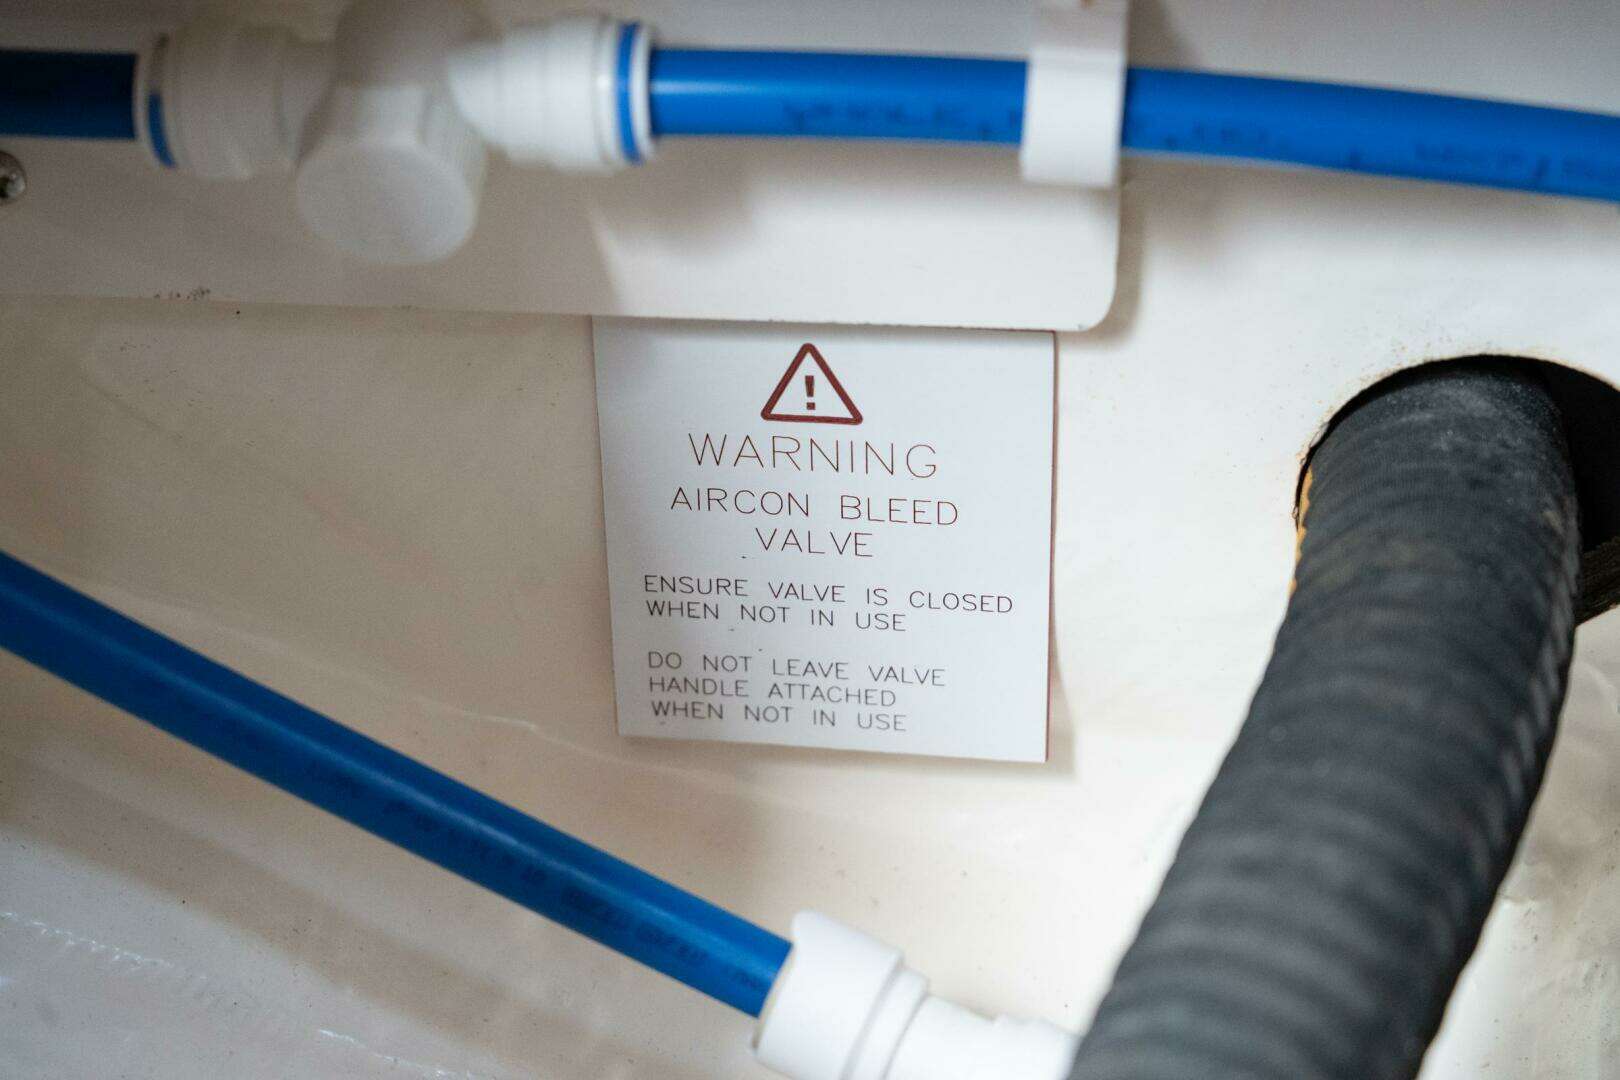 !
WARNING
AIRCON BLEED
VALVE
ENSURE VALVE IS CLOSED
WHEN NOT IN USE
DO NOT LEAVE VALVE
HANDLE ATTACHED
WHEN NOT IN USE